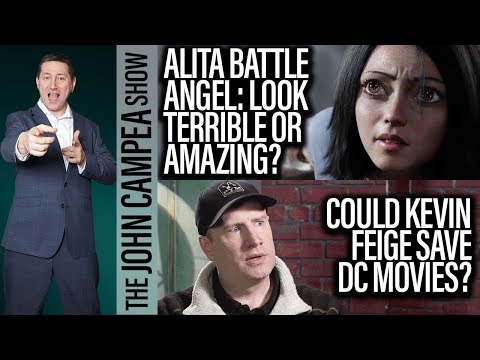 THE JOHN CAMPEA SHOW
ALITA BATTLE
ANGEL: LOOK
TERRIBLE OR
AMAZING?
COULD KEVIN
FEIGE SAVE
DC MOVIES?